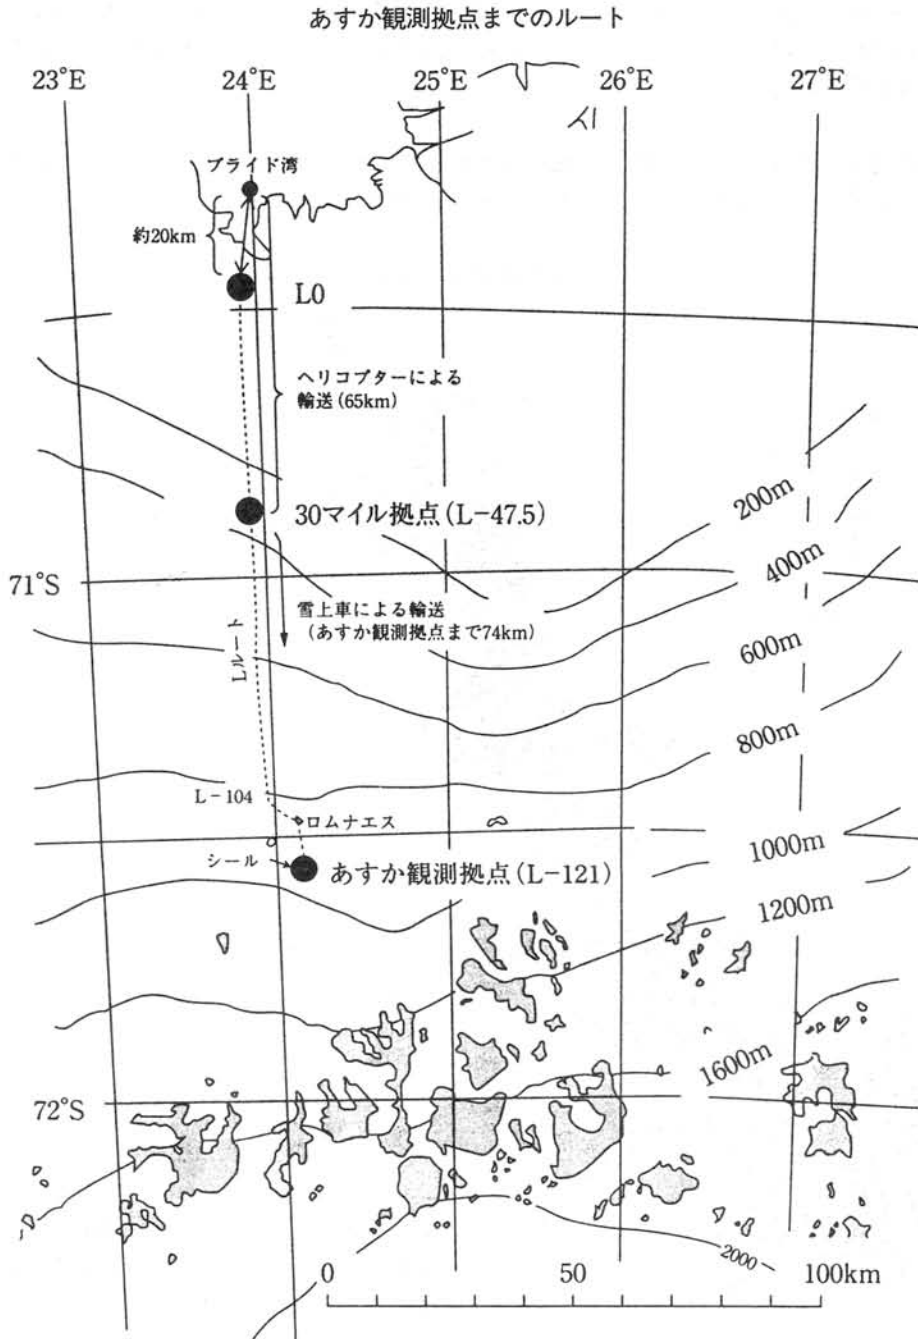 あすか観測拠点までのルート
23°E
24°E
25°E
26°E
27°E
ブライド湾
約20km
L0
ヘリコプターによる
輸送(65km)
30マイル拠点(L-47.5)
200m
71°S
400m
雪上車による輸送
(あすか観測拠点まで74km)
Lルート
600m
800m
L-104
ロムナエス
シール
あすか観測拠点(L-121)
1000m
1200m
1600m
72°S
2000
0
50
100km